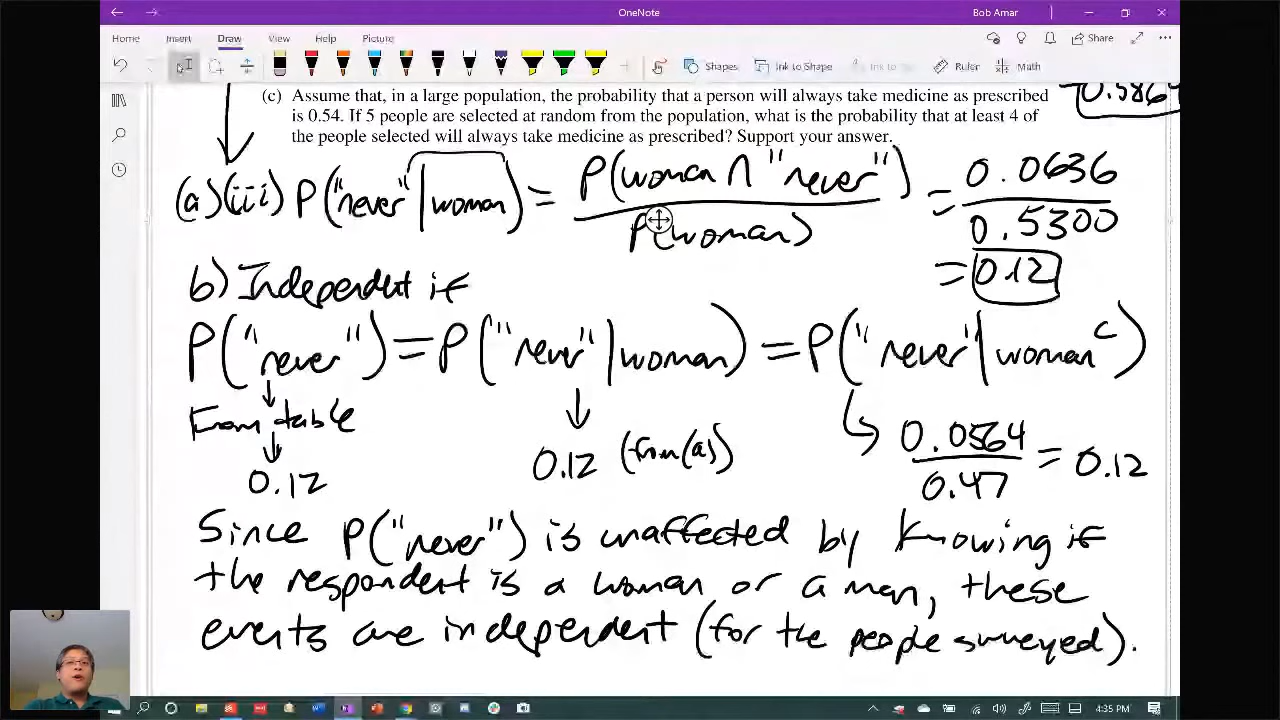 OneNote
Bob Amar
Home Insert Draw View Help Picture
Share
Shapes Ink to Shape Ink to Ruler Math
0.5864
(c) Assume that, in a large population, the probability that a person will always take medicine as prescribed
is 0.54. If 5 people are selected at random from the population, what is the probability that at least 4 of
the people selected will always take medicine as prescribed? Support your answer.
(a)(iii) P("never" | woman) = P(woman ∩ "never") / P(woman) = 0.0636 / 0.5300
= 0.12
b) Independent if
P("never") = P("never" | woman) = P("never" | woman^c)
From table
0.12
0.12 (from (a))
0.0564 / 0.47 = 0.12
Since P("never") is unaffected by knowing if
the respondent is a woman or a man, these
events are independent (for the people surveyed).
4:35 PM